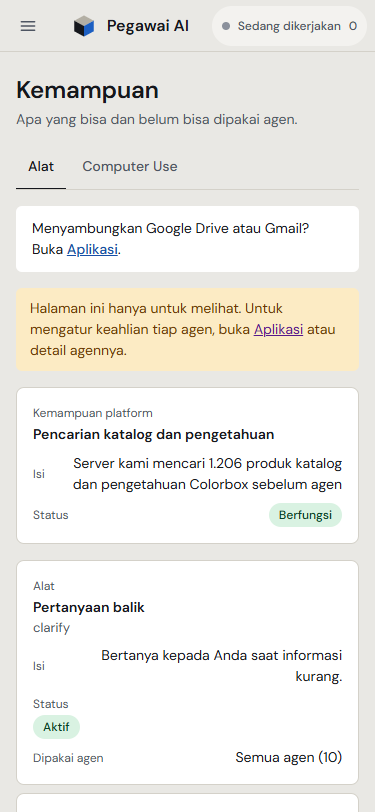 Pegawai AI
Sedang dikerjakan 0
Kemampuan
Apa yang bisa dan belum bisa dipakai agen.
Alat
Computer Use
Menyambungkan Google Drive atau Gmail?
Buka Aplikasi.
Halaman ini hanya untuk melihat. Untuk
mengatur keahlian tiap agen, buka Aplikasi atau
detail agennya.
Kemampuan platform
Pencarian katalog dan pengetahuan
Isi
Server kami mencari 1.206 produk katalog
dan pengetahuan Colorbox sebelum agen
Status
Berfungsi
Alat
Pertanyaan balik
clarify
Isi
Bertanya kepada Anda saat informasi
kurang.
Status
Aktif
Dipakai agen
Semua agen (10)